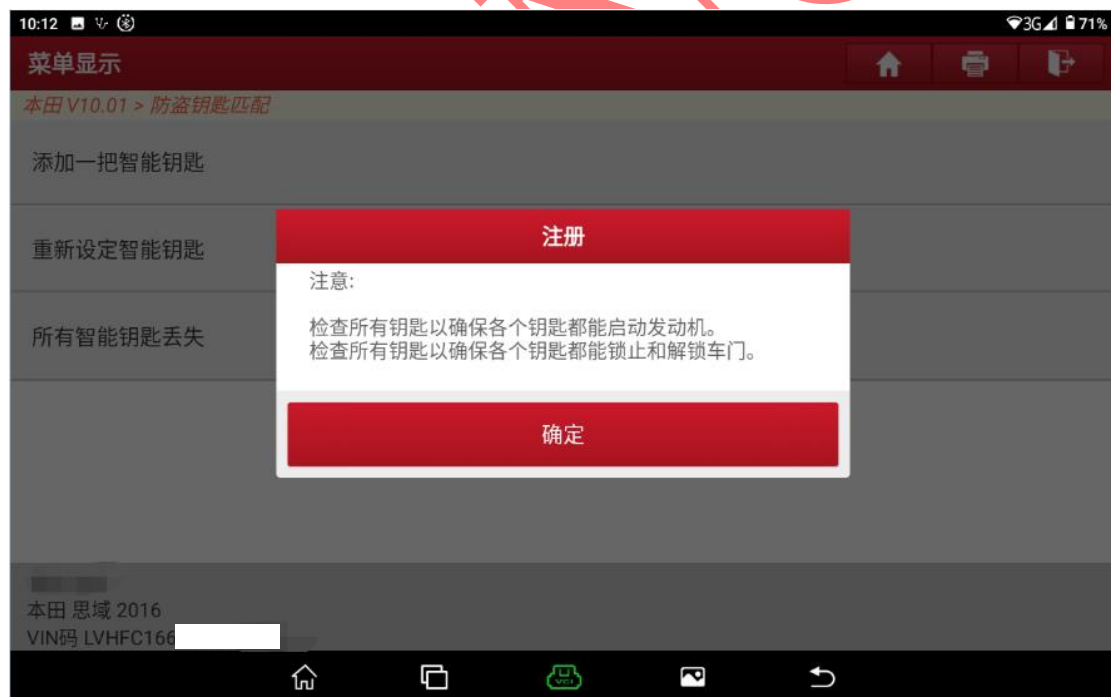 10:12
3G 71%
菜单显示
本田 V10.01 > 防盗钥匙匹配
添加一把智能钥匙
重新设定智能钥匙
所有智能钥匙丢失
注册
注意:
检查所有钥匙以确保各个钥匙都能启动发动机。
检查所有钥匙以确保各个钥匙都能锁止和解锁车门。
确定
本田 思域 2016
VIN码 LVHFC166
VCI